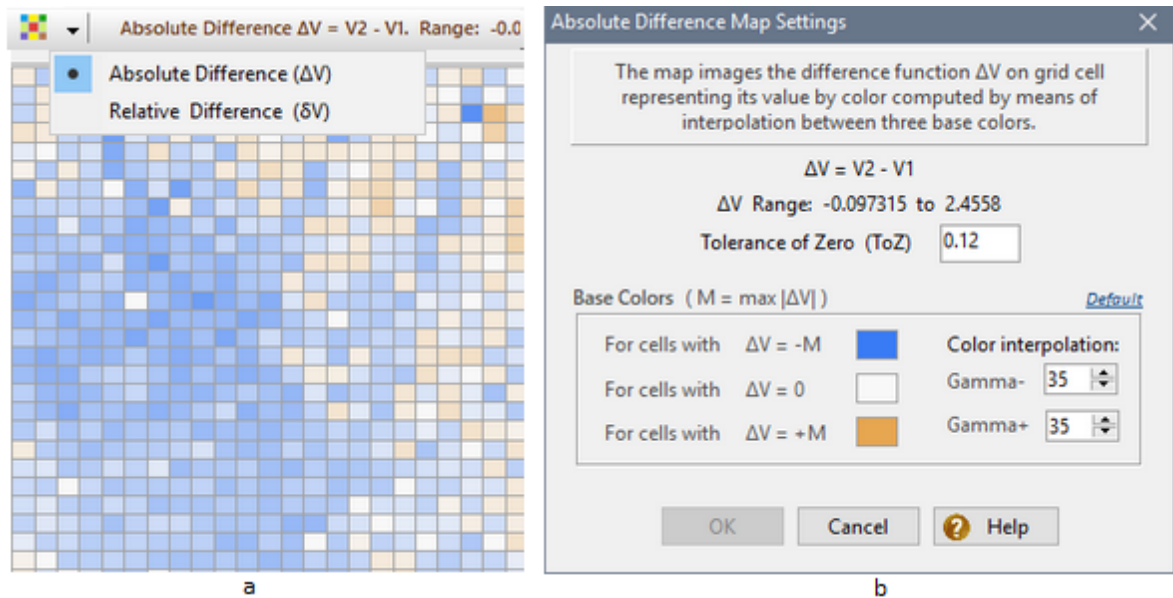 Absolute Difference ΔV = V2 - V1. Range: -0.0
Absolute Difference (ΔV)
Relative Difference (δV)
a
Absolute Difference Map Settings
The map images the difference function ΔV on grid cell
representing its value by color computed by means of
interpolation between three base colors.
ΔV = V2 - V1
ΔV Range: -0.097315 to 2.4558
Tolerance of Zero (ToZ) 0.12
Base Colors ( M = max |ΔV| ) Default
For cells with ΔV = -M Color interpolation:
For cells with ΔV = 0 Gamma- 35
For cells with ΔV = +M Gamma+ 35
OK Cancel Help
b